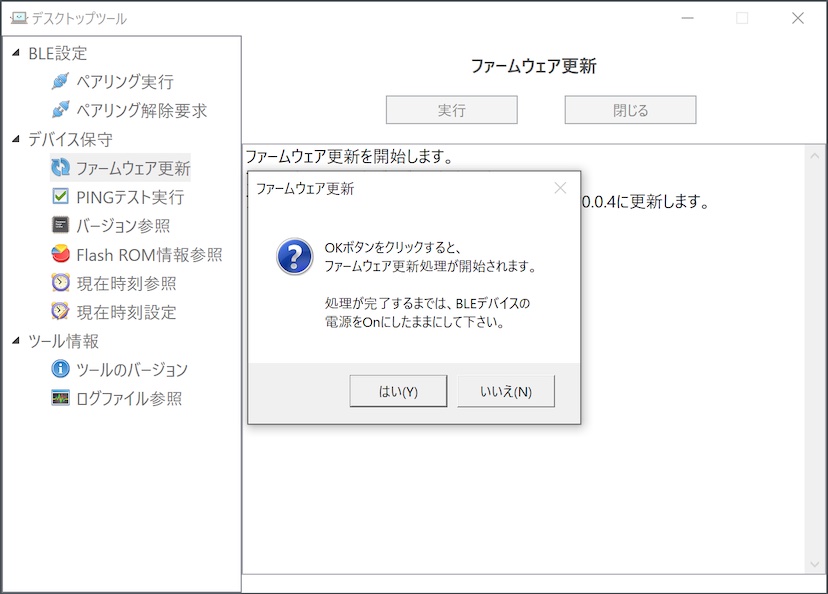 デスクトップツール
BLE設定
ペアリング実行
ペアリング解除要求
デバイス保守
ファームウェア更新
PINGテスト実行
バージョン参照
Flash ROM情報参照
現在時刻参照
現在時刻設定
ツール情報
ツールのバージョン
ログファイル参照
ファームウェア更新
実行
閉じる
ファームウェア更新を開始します。
0.0.4に更新します。
ファームウェア更新
OKボタンをクリックすると、
ファームウェア更新処理が開始されます。
処理が完了するまでは、BLEデバイスの
電源をOnにしたままにして下さい。
はい(Y)
いいえ(N)